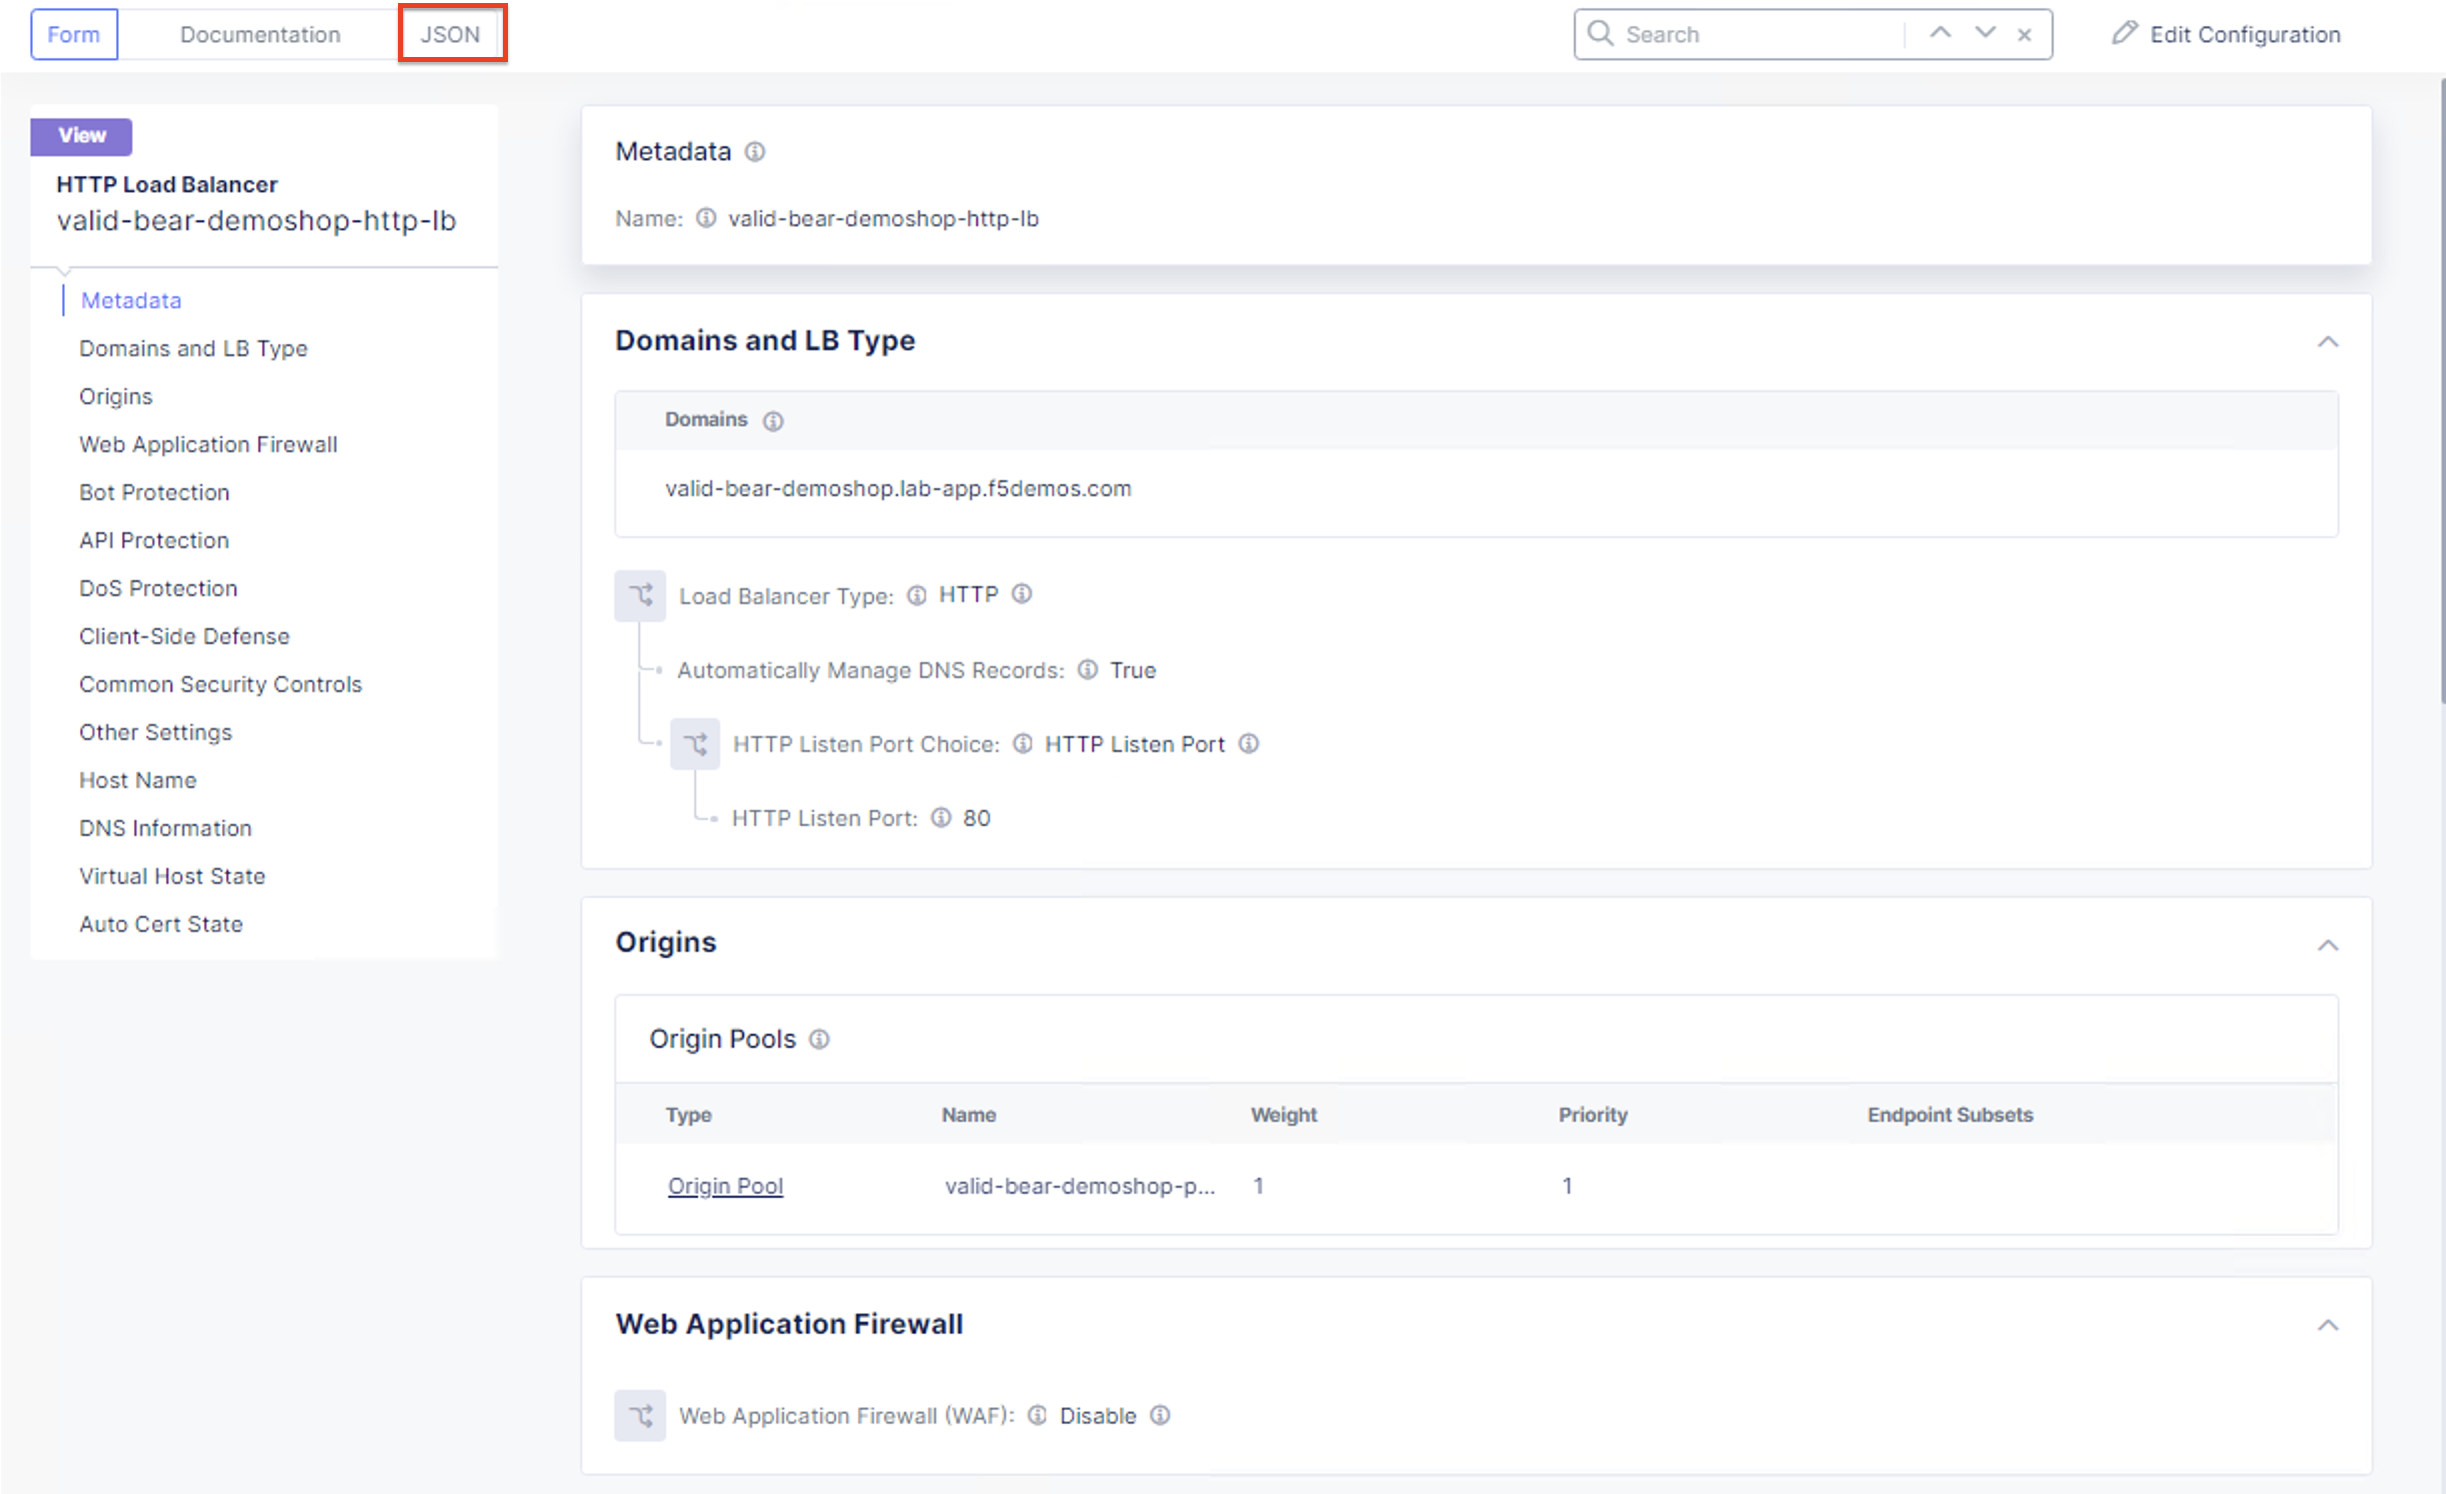 Form
Documentation
JSON
Search
Edit Configuration
View
HTTP Load Balancer
valid-bear-demoshop-http-lb
Metadata
Domains and LB Type
Origins
Web Application Firewall
Bot Protection
API Protection
DoS Protection
Client-Side Defense
Common Security Controls
Other Settings
Host Name
DNS Information
Virtual Host State
Auto Cert State
Metadata
Name: valid-bear-demoshop-http-lb
Domains and LB Type
Domains
valid-bear-demoshop.lab-app.f5demos.com
Load Balancer Type: HTTP
Automatically Manage DNS Records: True
HTTP Listen Port Choice: HTTP Listen Port
HTTP Listen Port: 80
Origins
Origin Pools
Type Name Weight Priority Endpoint Subsets
Origin Pool valid-bear-demoshop-p... 1 1
Web Application Firewall
Web Application Firewall (WAF): Disable